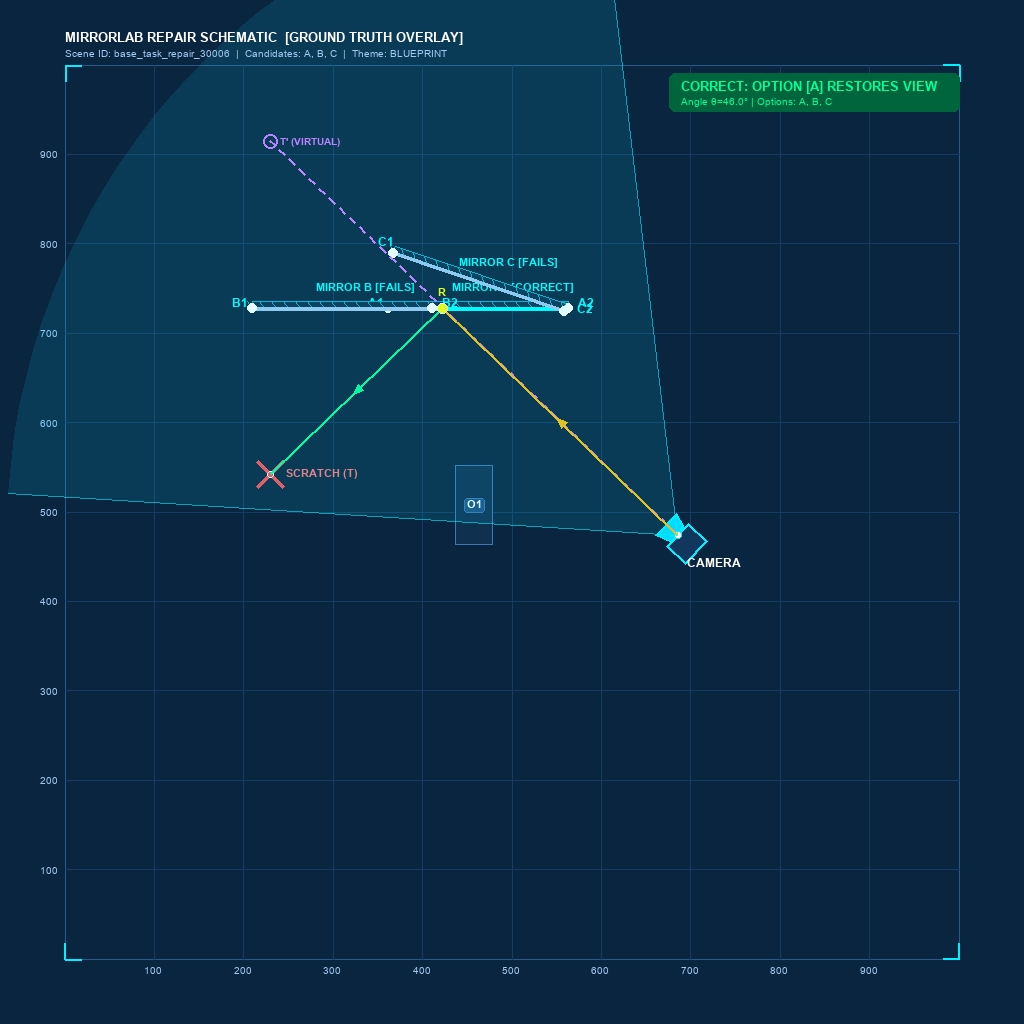 MIRRORLAB REPAIR SCHEMATIC [GROUND TRUTH OVERLAY]
Scene ID: base_task_repair_30006 | Candidates: A, B, C | Theme: BLUEPRINT
CORRECT: OPTION [A] RESTORES VIEW
Angle θ=46.0° | Options: A, B, C
T' (VIRTUAL)
900
C1
800
MIRROR C [FAILS]
MIRROR B [FAILS]
[CORRECT]
R
B1
A1
B2
A2
C2
700
600
SCRATCH (T)
O1
500
CAMERA
400
300
200
100
100 200 300 400 500 600 700 800 900